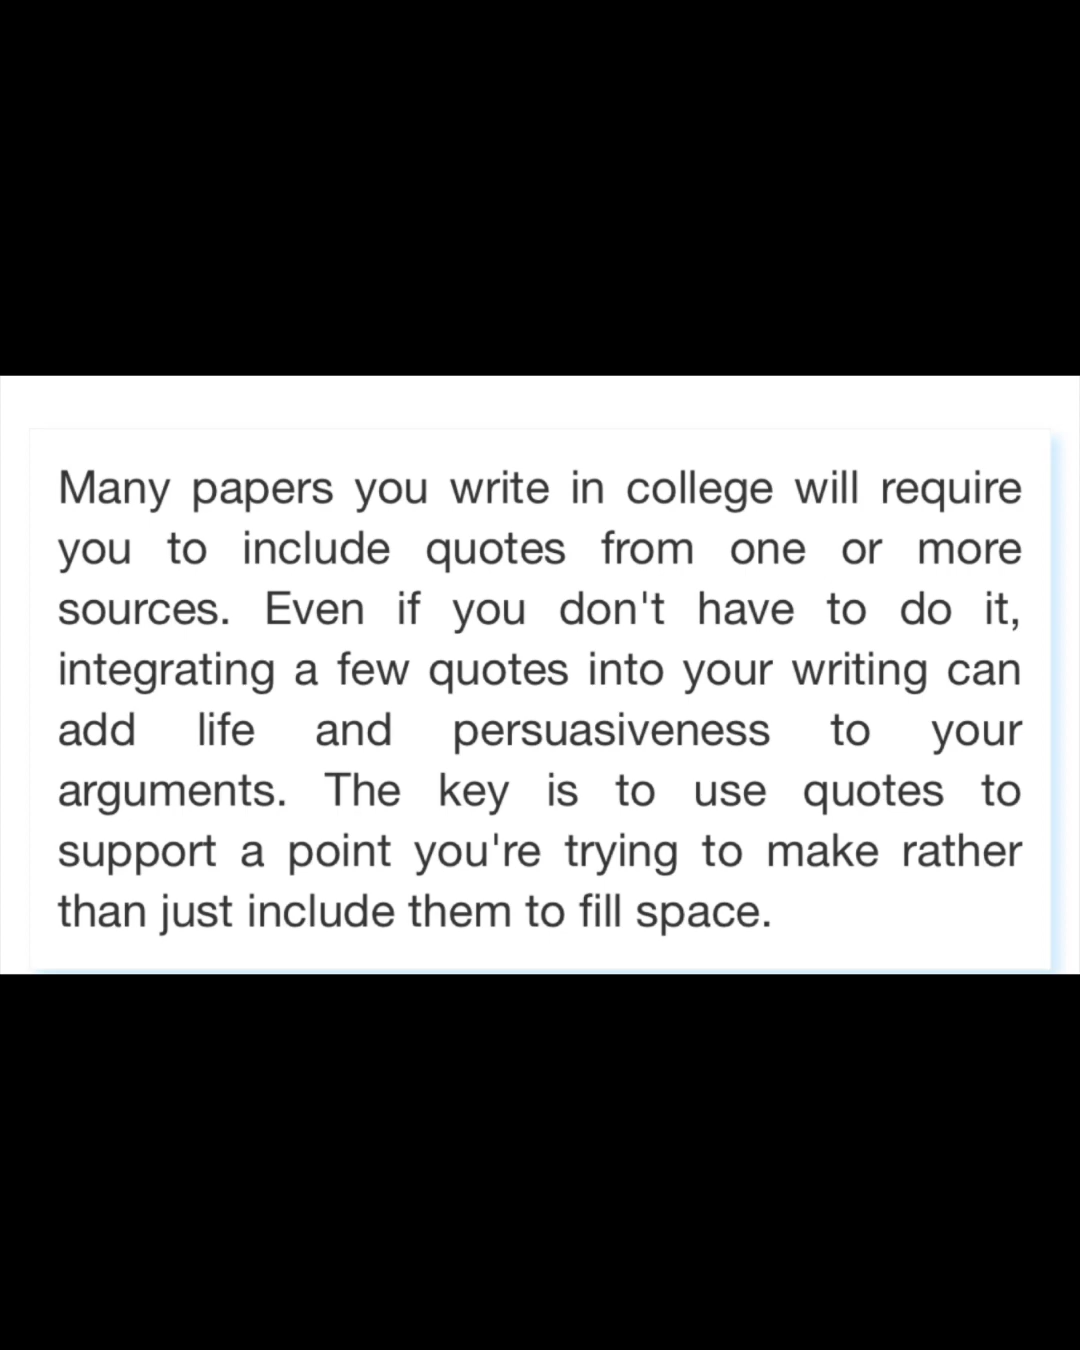 Many papers you write in college will require
you to include quotes from one or more
sources. Even if you don't have to do it,
integrating a few quotes into your writing can
add life and persuasiveness to your
arguments. The key is to use quotes to
support a point you're trying to make rather
than just include them to fill space.